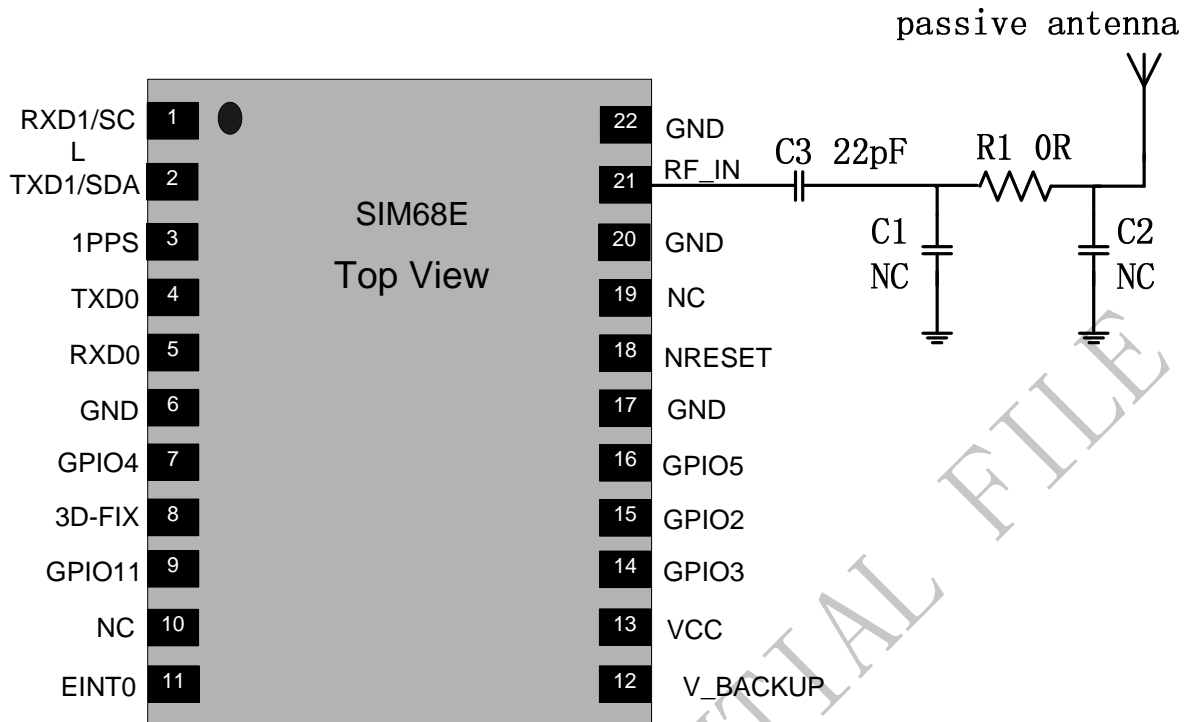 passive antenna
RXD1/SC
L
1
22
GND
C3 22pF
R1 0R
TXD1/SDA
2
21
RF_IN
SIM68E
Top View
1PPS
3
20
GND
C1
NC
C2
NC
TXD0
4
19
NC
RXD0
5
18
NRESET
GND
6
17
GND
GPIO4
7
16
GPIO5
3D-FIX
8
15
GPIO2
GPIO11
9
14
GPIO3
NC
10
13
VCC
EINT0
11
12
V_BACKUP
NTIAL FILE